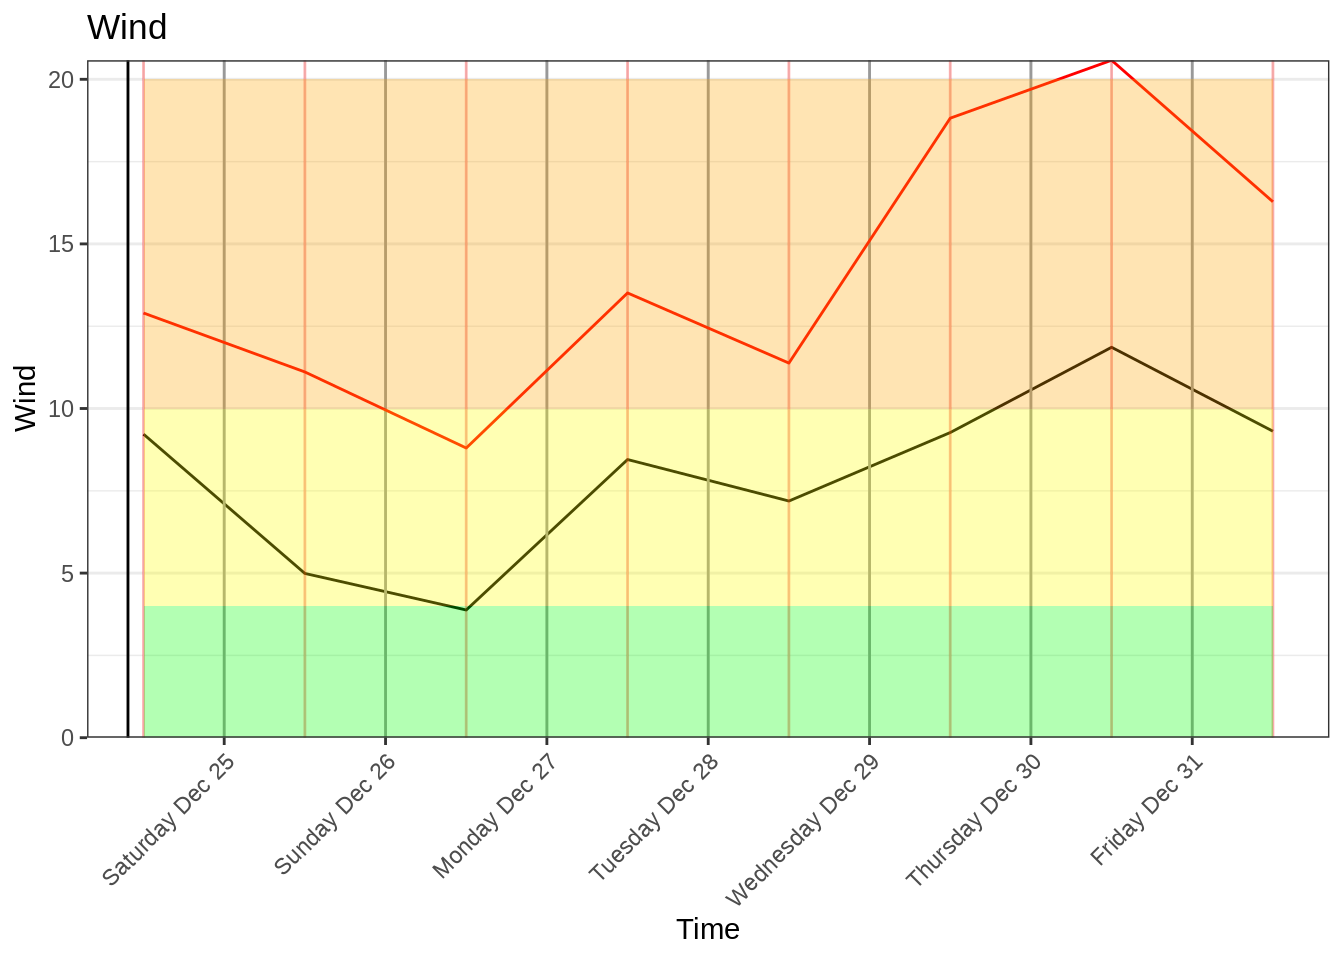 Wind
Wind
20
15
10
5
0
Saturday Dec 25
Sunday Dec 26
Monday Dec 27
Tuesday Dec 28
Wednesday Dec 29
Thursday Dec 30
Friday Dec 31
Time